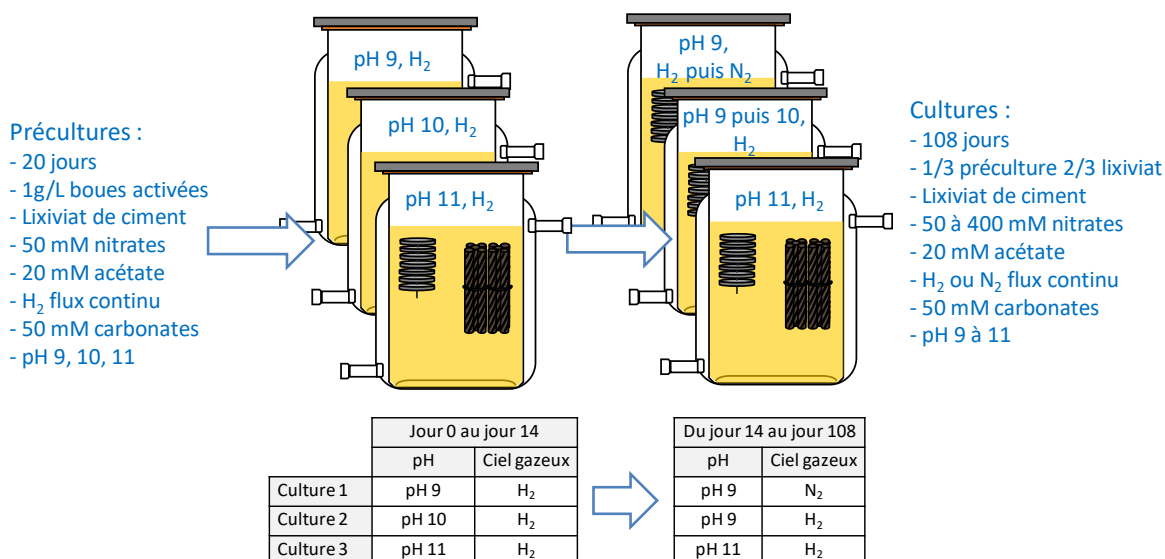 Précultures :
- 20 jours
- 1g/L boues activées
- Lixiviat de ciment
- 50 mM nitrates
- 20 mM acétate
- H₂ flux continu
- 50 mM carbonates
- pH 9, 10, 11
pH 9, H₂
pH 10, H₂
pH 11, H₂
pH 9,
H₂ puis N₂
pH 9 puis 10,
H₂
pH 11, H₂
Cultures :
- 108 jours
- 1/3 préculture 2/3 lixiviat
- Lixiviat de ciment
- 50 à 400 mM nitrates
- 20 mM acétate
- H₂ ou N₂ flux continu
- 50 mM carbonates
- pH 9 à 11
Jour 0 au jour 14
pH Ciel gazeux
Culture 1 pH 9 H₂
Culture 2 pH 10 H₂
Culture 3 pH 11 H₂
Du jour 14 au jour 108
pH Ciel gazeux
pH 9 N₂
pH 9 H₂
pH 11 H₂